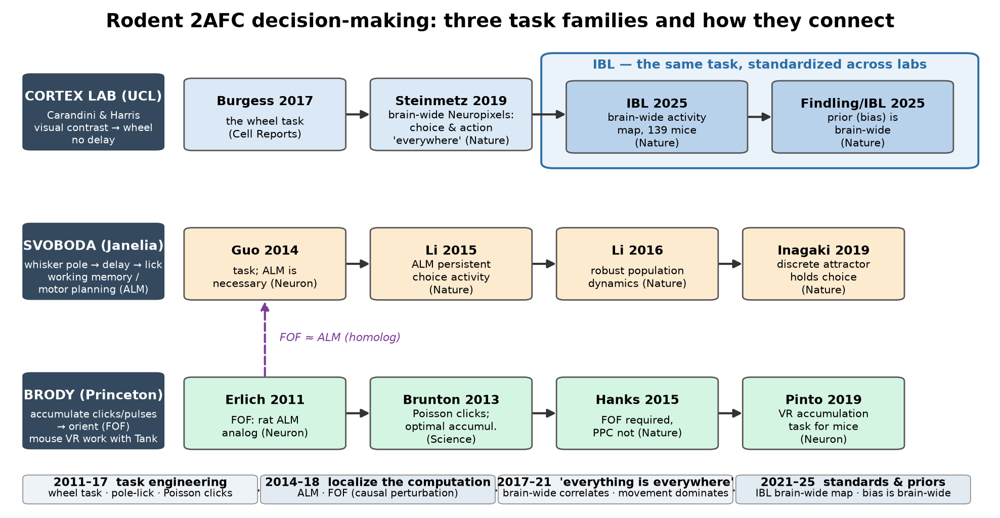 Rodent 2AFC decision-making: three task families and how they connect
IBL — the same task, standardized across labs
CORTEX LAB (UCL)
Carandini & Harris
visual contrast → wheel
no delay
Burgess 2017
the wheel task
(Cell Reports)
Steinmetz 2019
brain-wide Neuropixels:
choice & action
'everywhere' (Nature)
IBL 2025
brain-wide activity
map, 139 mice
(Nature)
Findling/IBL 2025
prior (bias) is
brain-wide
(Nature)
SVOBODA (Janelia)
whisker pole → delay → lick
working memory /
motor planning (ALM)
Guo 2014
task; ALM is
necessary (Neuron)
Li 2015
ALM persistent
choice activity
(Nature)
Li 2016
robust population
dynamics (Nature)
Inagaki 2019
discrete attractor
holds choice
(Nature)
FOF ≈ ALM (homolog)
BRODY (Princeton)
accumulate clicks/pulses
→ orient (FOF)
mouse VR work with Tank
Erlich 2011
FOF: rat ALM
analog (Neuron)
Brunton 2013
Poisson clicks;
optimal accumul.
(Science)
Hanks 2015
FOF required,
PPC not (Nature)
Pinto 2019
VR accumulation
task for mice
(Neuron)
2011–17  task engineering
wheel task · pole-lick · Poisson clicks
2014–18  localize the computation
ALM · FOF (causal perturbation)
2017–21  'everything is everywhere'
brain-wide correlates · movement dominates
2021–25  standards & priors
IBL brain-wide map · bias is brain-wide